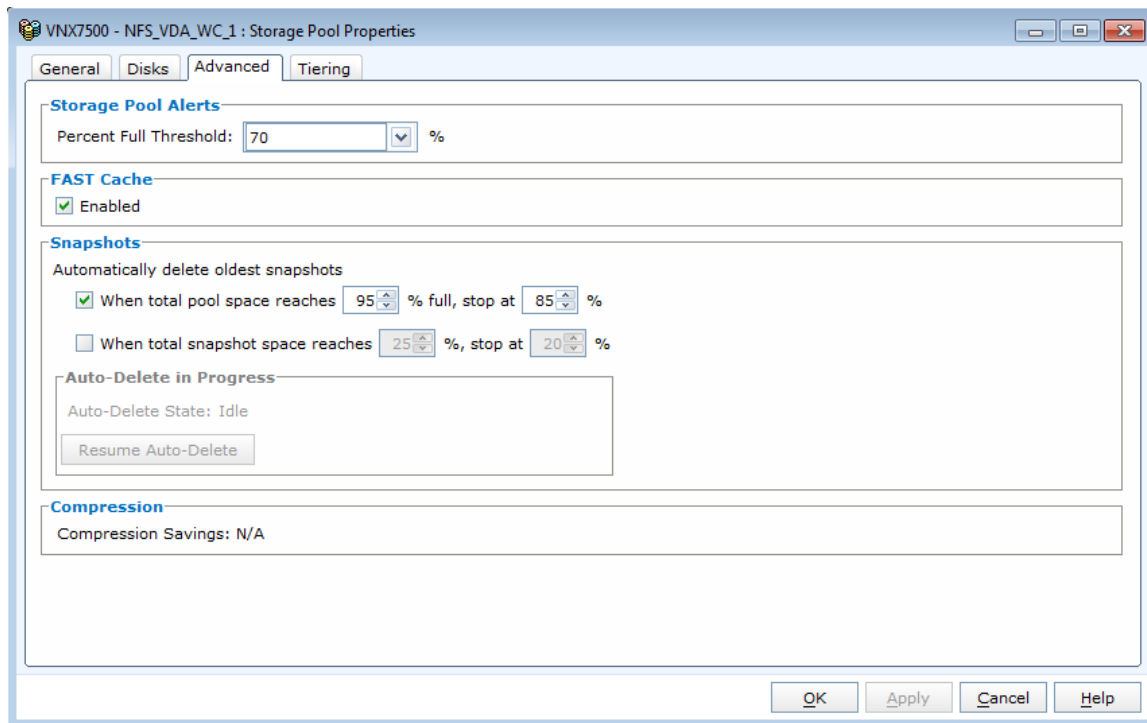 VNX7500 - NFS_VDA_WC_1 : Storage Pool Properties
General Disks Advanced Tiering
Storage Pool Alerts
Percent Full Threshold: 70 %
FAST Cache
Enabled
Snapshots
Automatically delete oldest snapshots
When total pool space reaches 95 % full, stop at 85 %
When total snapshot space reaches 25 %, stop at 20 %
Auto-Delete in Progress
Auto-Delete State: Idle
Resume Auto-Delete
Compression
Compression Savings: N/A
OK Apply Cancel Help